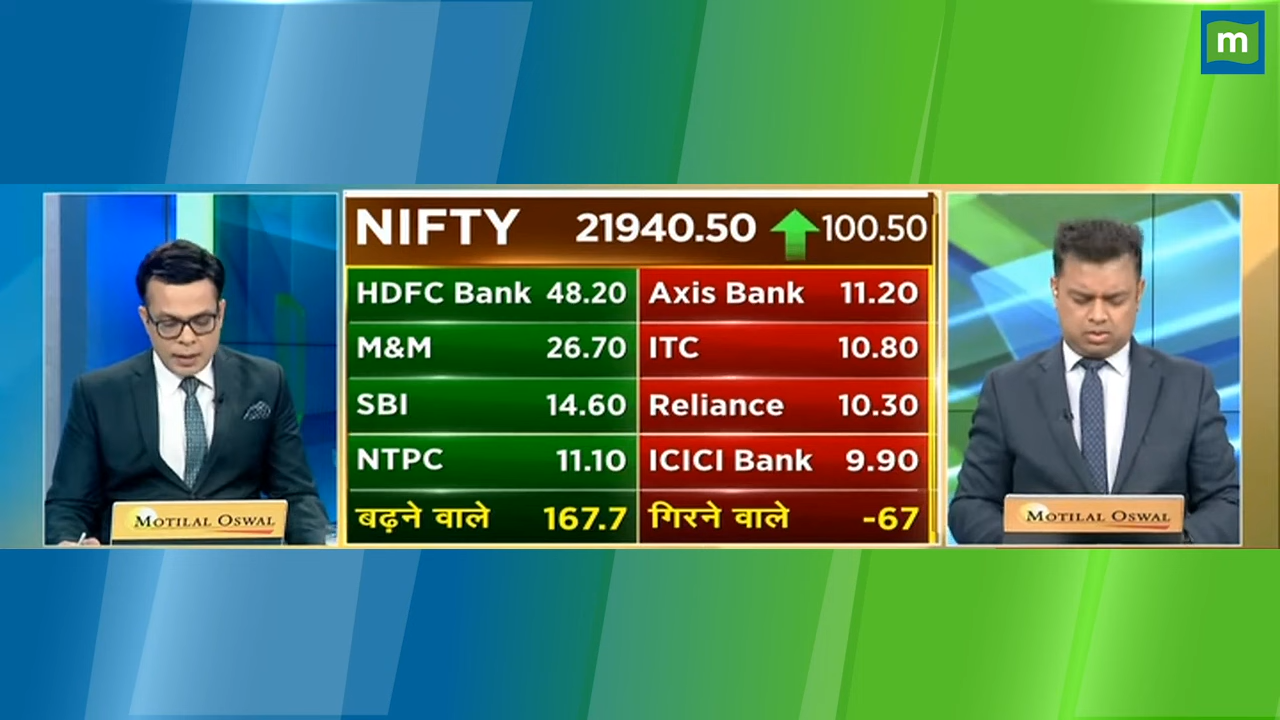 m
NIFTY 21940.50 100.50
HDFC Bank 48.20 Axis Bank 11.20
M&M 26.70 ITC 10.80
SBI 14.60 Reliance 10.30
NTPC 11.10 ICICI Bank 9.90
बढ़ने वाले 167.7 गिरने वाले -67
MOTILAL OSWAL
MOTILAL OSWAL